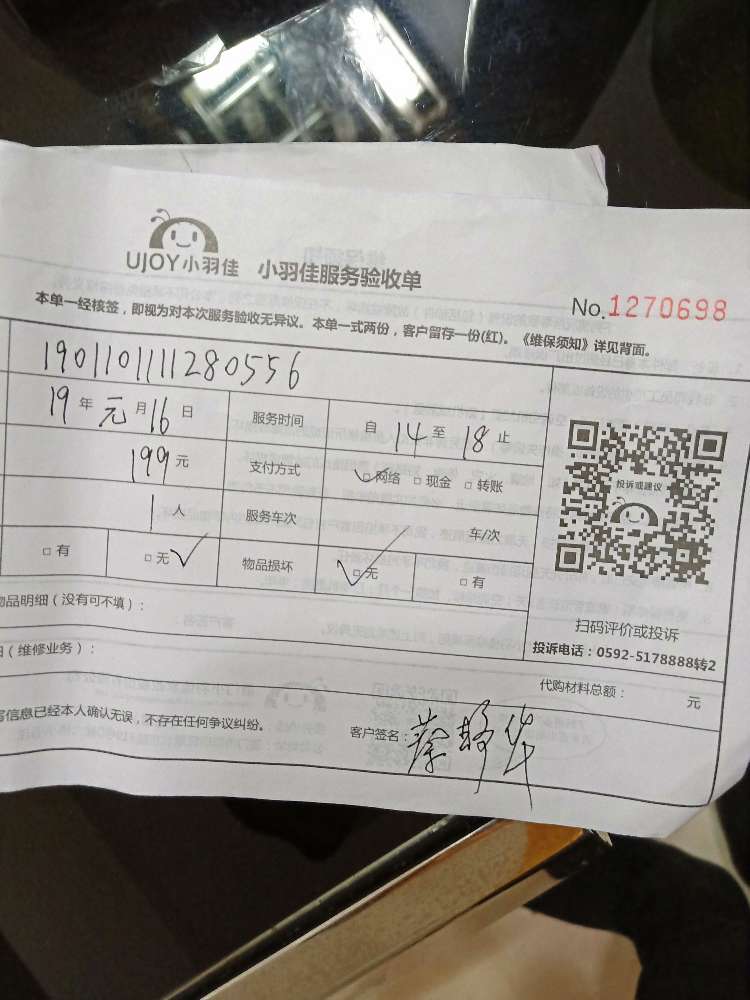 UJOY小羽佳 小羽佳服务验收单
No.1270698
本单一经核签，即视为对本次服务验收无异议。本单一式两份，客户留存一份(红)。《维保须知》详见背面。
1901101111280556
19年元月16日 服务时间 自14至18止
199元 支付方式 □网络 □现金 □转账
1人 服务车次 车/次
□有 □无 物品损坏 □无 □有
投诉或建议
扫码评价或投诉
投诉电话：0592-5178888转2
物品明细（没有可不填）：
（维修业务）：
代购材料总额： 元
信息已经本人确认无误，不存在任何争议纠纷。 客户签名：蔡静华